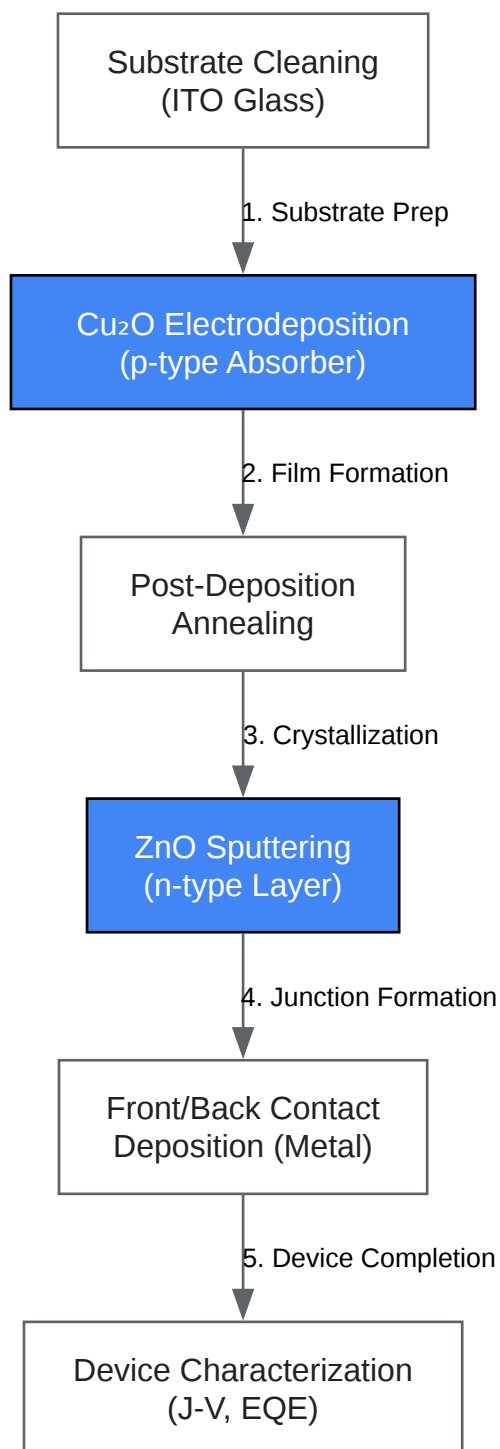 Substrate Cleaning
(ITO Glass)
1. Substrate Prep
Cu₂O Electrodeposition
(p-type Absorber)
2. Film Formation
Post-Deposition
Annealing
3. Crystallization
ZnO Sputtering
(n-type Layer)
4. Junction Formation
Front/Back Contact
Deposition (Metal)
5. Device Completion
Device Characterization
(J-V, EQE)